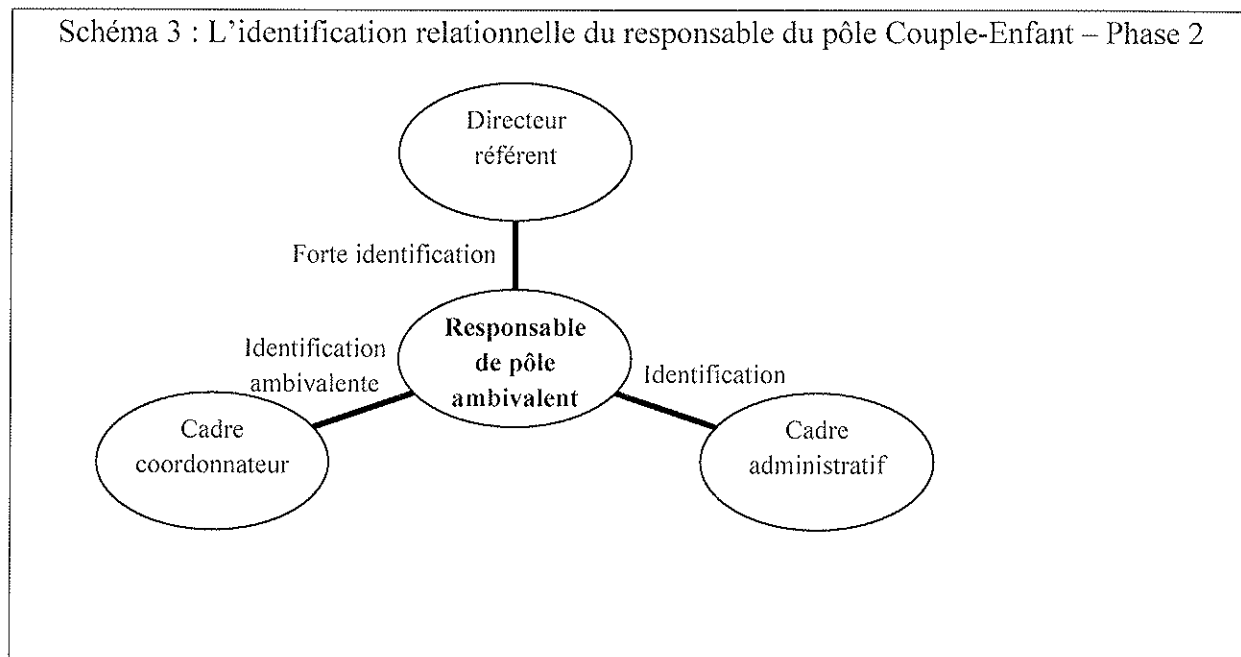 Schéma 3 : L'identification relationnelle du responsable du pôle Couple-Enfant – Phase 2
Directeur
référent
Forte identification
Responsable
de pôle
ambivalent
Identification
ambivalente
Identification
Cadre
coordonnateur
Cadre
administratif